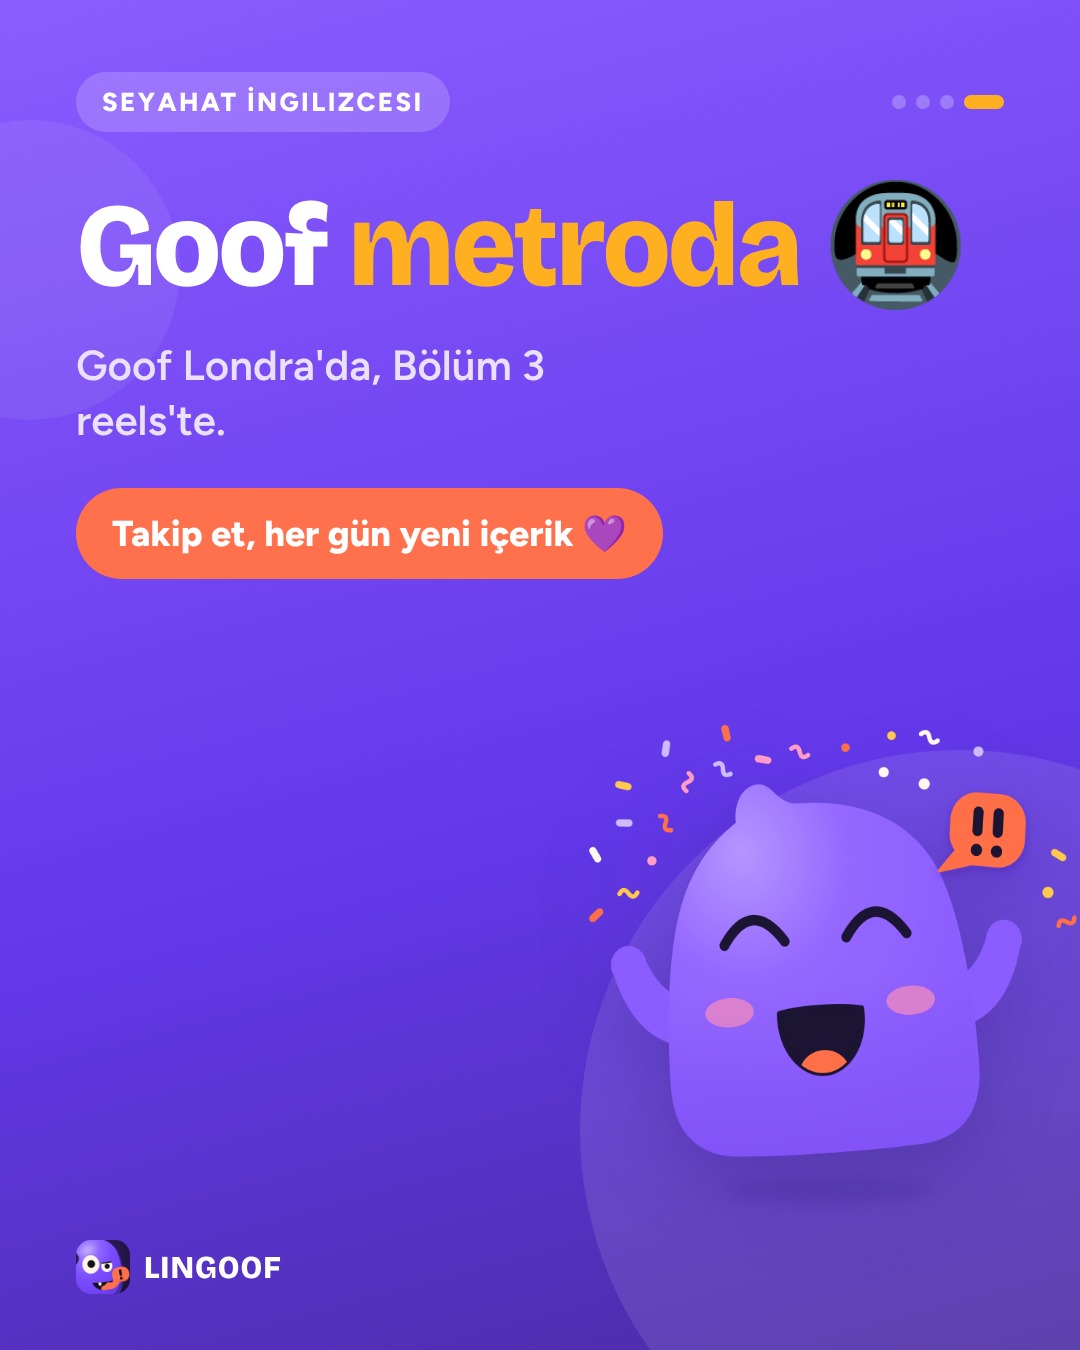 SEYAHAT İNGILIZCESI
Goof metroda
Goof Londra'da, Bölüm 3
reels'te.
Takip et, her gün yeni içerik 💜
!!
LINGOOF